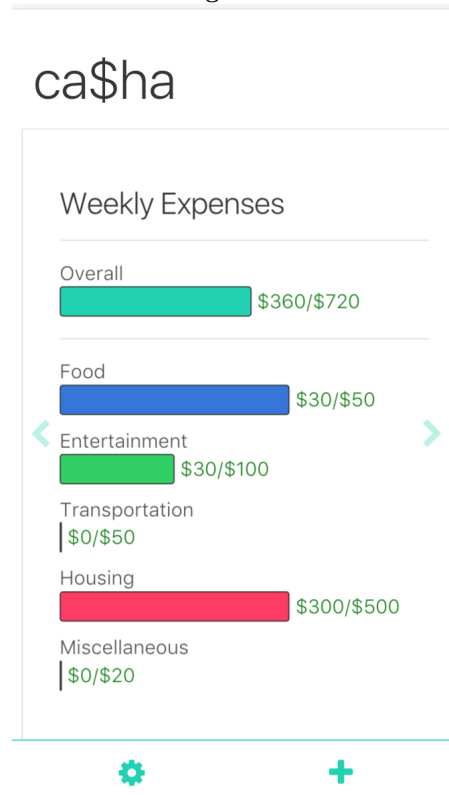 ca$ha
Weekly Expenses
Overall
$360/$720
Food
$30/$50
Entertainment
$30/$100
Transportation
$0/$50
Housing
$300/$500
Miscellaneous
$0/$20